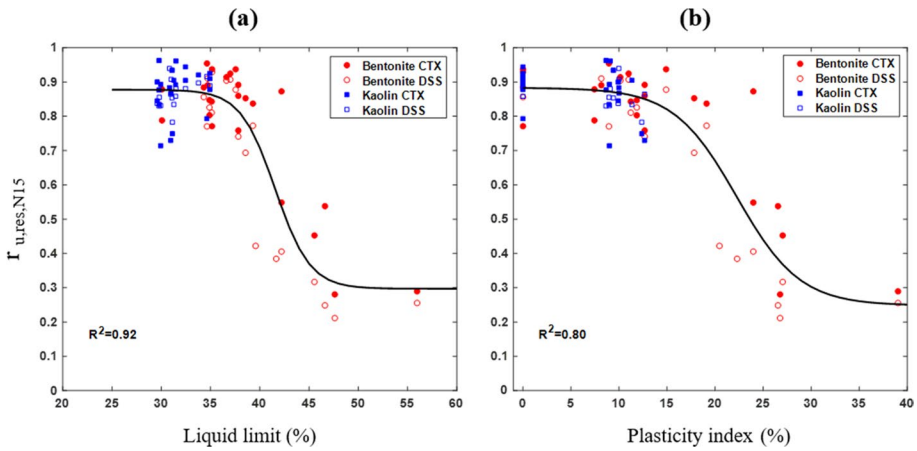 (a)
(b)
r u,res,N15
1
0.9
0.8
0.7
0.6
0.5
0.4
0.3
0.2
0.1
0
20
25
30
35
40
45
50
55
60
Bentonite CTX
Bentonite DSS
Kaolin CTX
Kaolin DSS
R2=0.92
Liquid limit (%)
1
0.9
0.8
0.7
0.6
0.5
0.4
0.3
0.2
0.1
0
0
5
10
15
20
25
30
35
40
Bentonite CTX
Bentonite DSS
Kaolin CTX
Kaolin DSS
R2=0.80
Plasticity index (%)